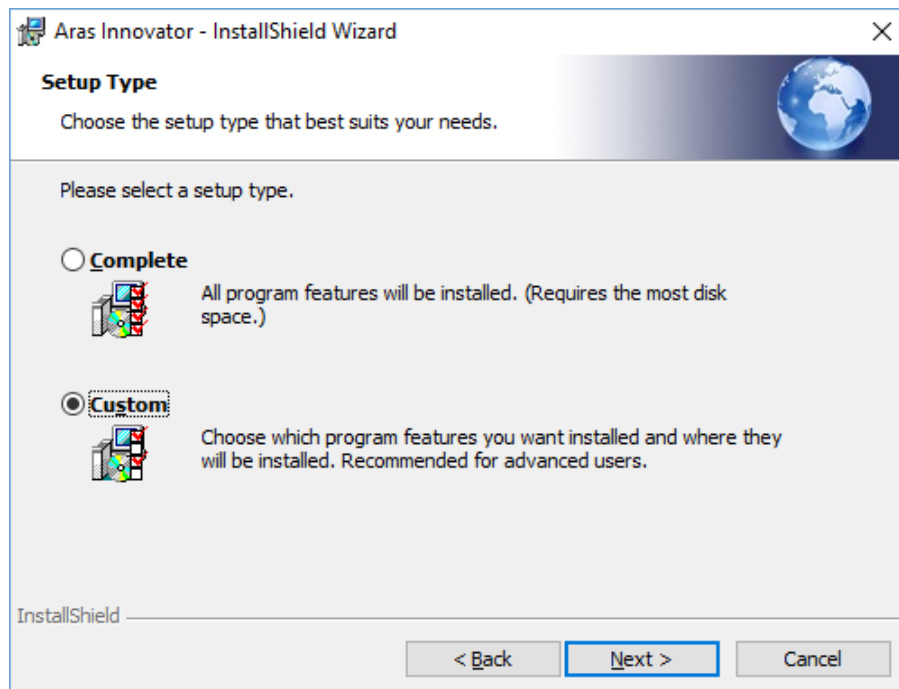 Aras Innovator - InstallShield Wizard
Setup Type
Choose the setup type that best suits your needs.
Please select a setup type.
Complete
All program features will be installed. (Requires the most disk
space.)
Custom
Choose which program features you want installed and where they
will be installed. Recommended for advanced users.
InstallShield
< Back
Next >
Cancel